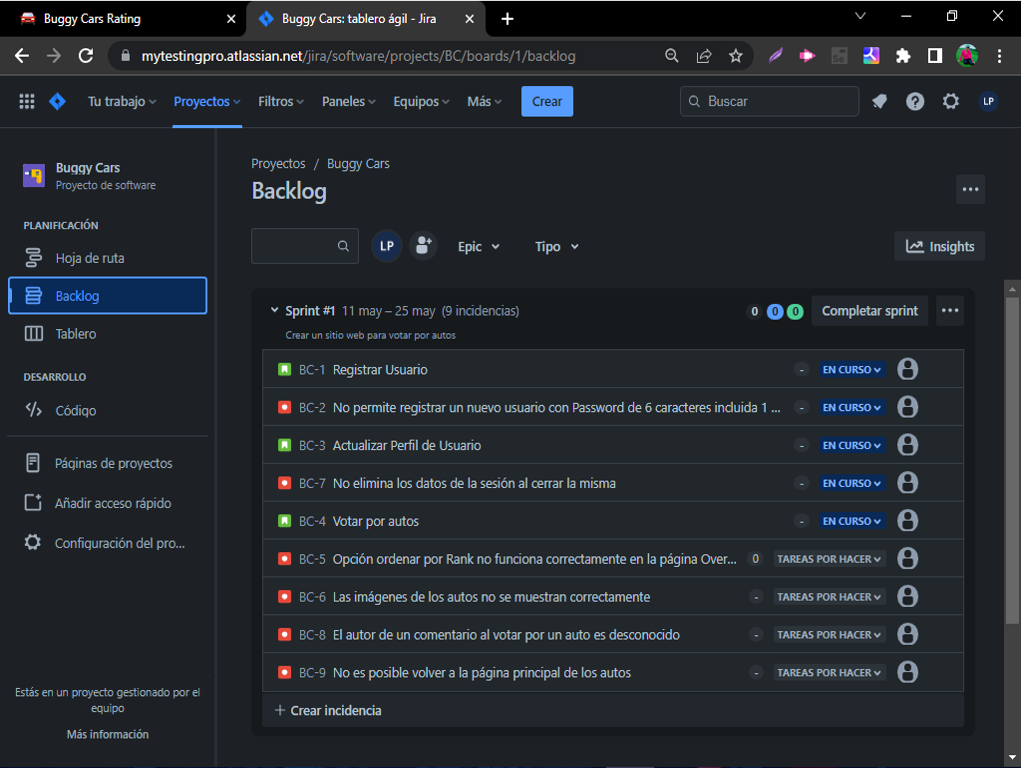 Buggy Cars Rating
Buggy Cars: tablero ágil - Jira
mytestingpro.atlassian.net/jira/software/projects/BC/boards/1/backlog
Tu trabajo Proyectos Filtros Paneles Equipos Más Crear Buscar LP
Buggy Cars
Proyecto de software
PLANIFICACIÓN
Hoja de ruta
Backlog
Tablero
DESARROLLO
Código
Páginas de proyectos
Añadir acceso rápido
Configuración del pro...
Estás en un proyecto gestionado por el
equipo
Más información
Proyectos / Buggy Cars
Backlog
LP Epic Tipo Insights
Sprint #1 11 may – 25 may (9 incidencias) 0 0 0 Completar sprint
Crear un sitio web para votar por autos
BC-1 Registrar Usuario - EN CURSO
BC-2 No permite registrar un nuevo usuario con Password de 6 caracteres incluida 1 ... - EN CURSO
BC-3 Actualizar Perfil de Usuario - EN CURSO
BC-7 No elimina los datos de la sesión al cerrar la misma - EN CURSO
BC-4 Votar por autos - EN CURSO
BC-5 Opción ordenar por Rank no funciona correctamente en la página Over... 0 TAREAS POR HACER
BC-6 Las imágenes de los autos no se muestran correctamente - TAREAS POR HACER
BC-8 El autor de un comentario al votar por un auto es desconocido - TAREAS POR HACER
BC-9 No es posible volver a la página principal de los autos - TAREAS POR HACER
+ Crear incidencia